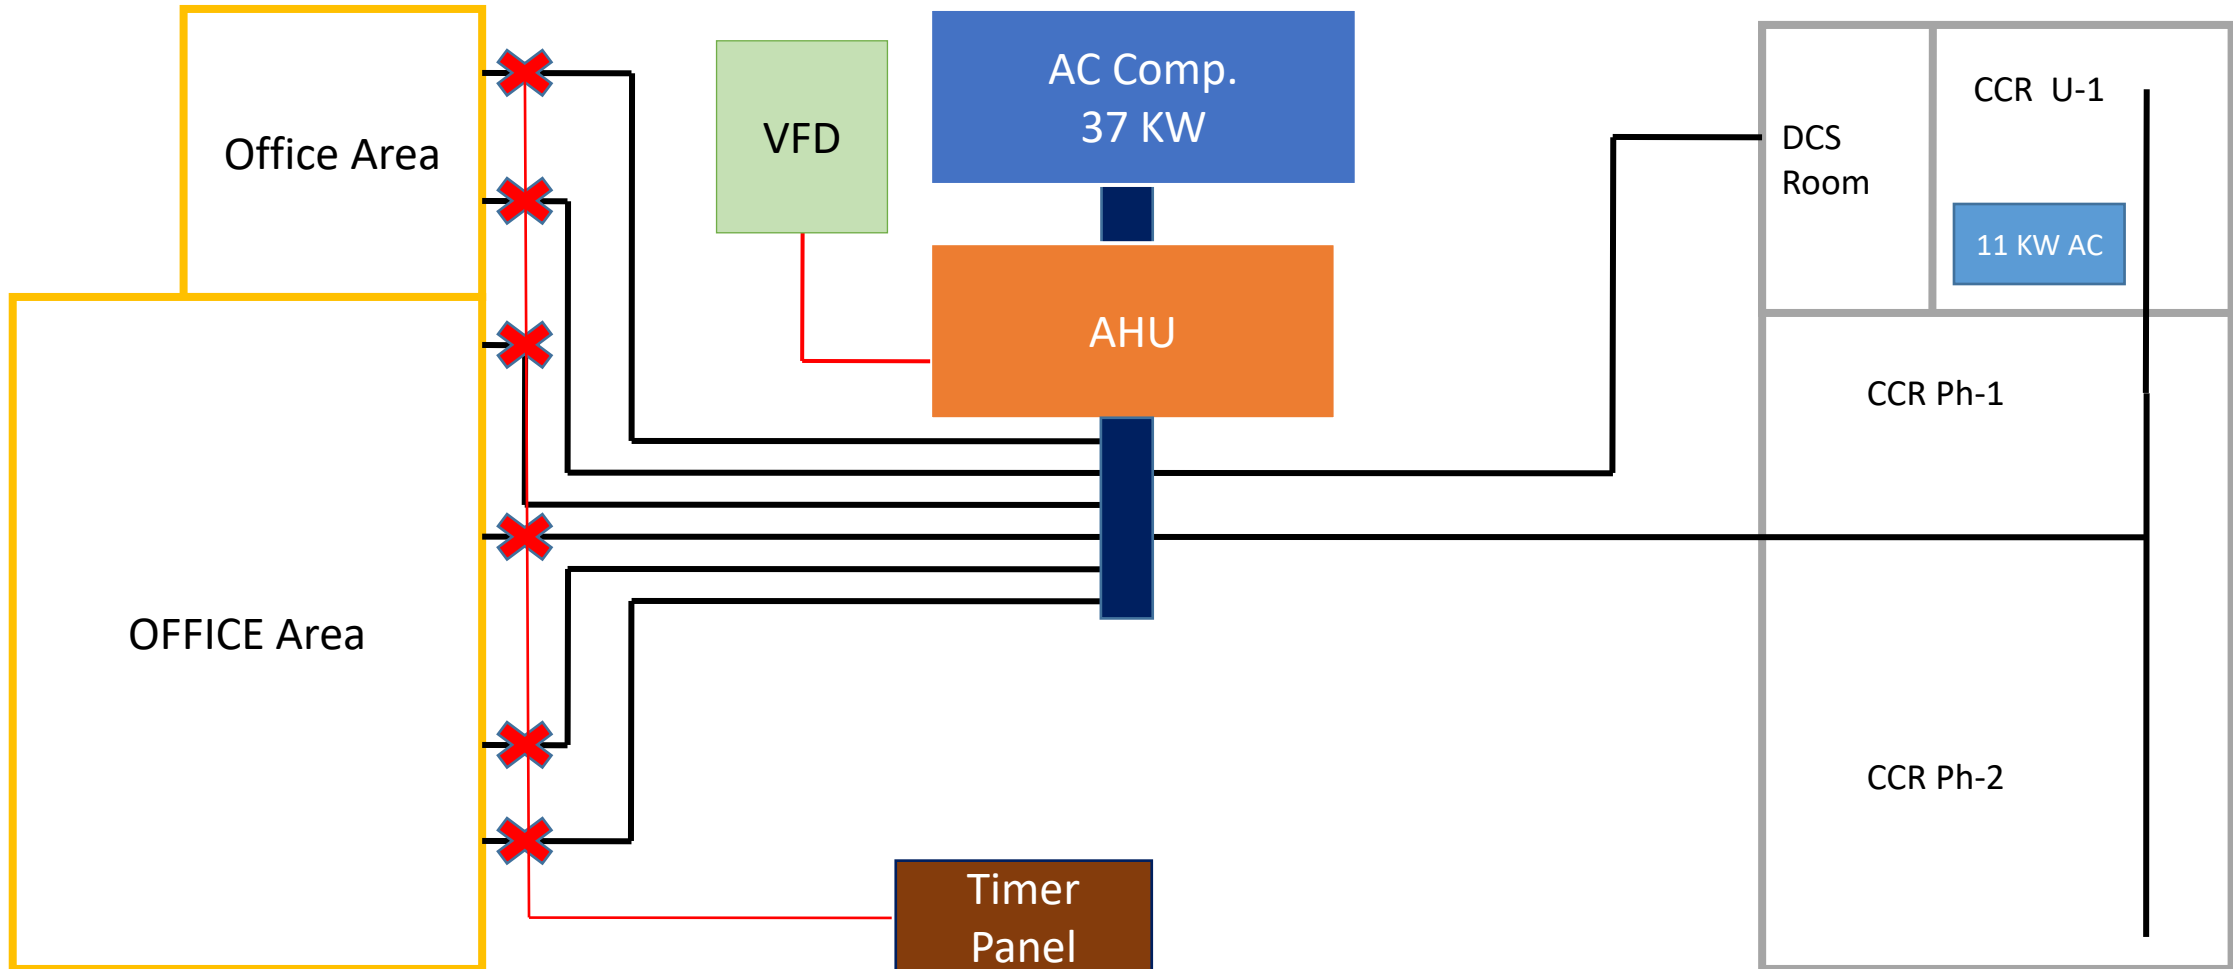 Office Area
OFFICE Area
VFD
AC Comp.
37 KW
AHU
Timer
Panel
DCS
Room
CCR  U-1
11 KW AC
CCR Ph-1
CCR Ph-2